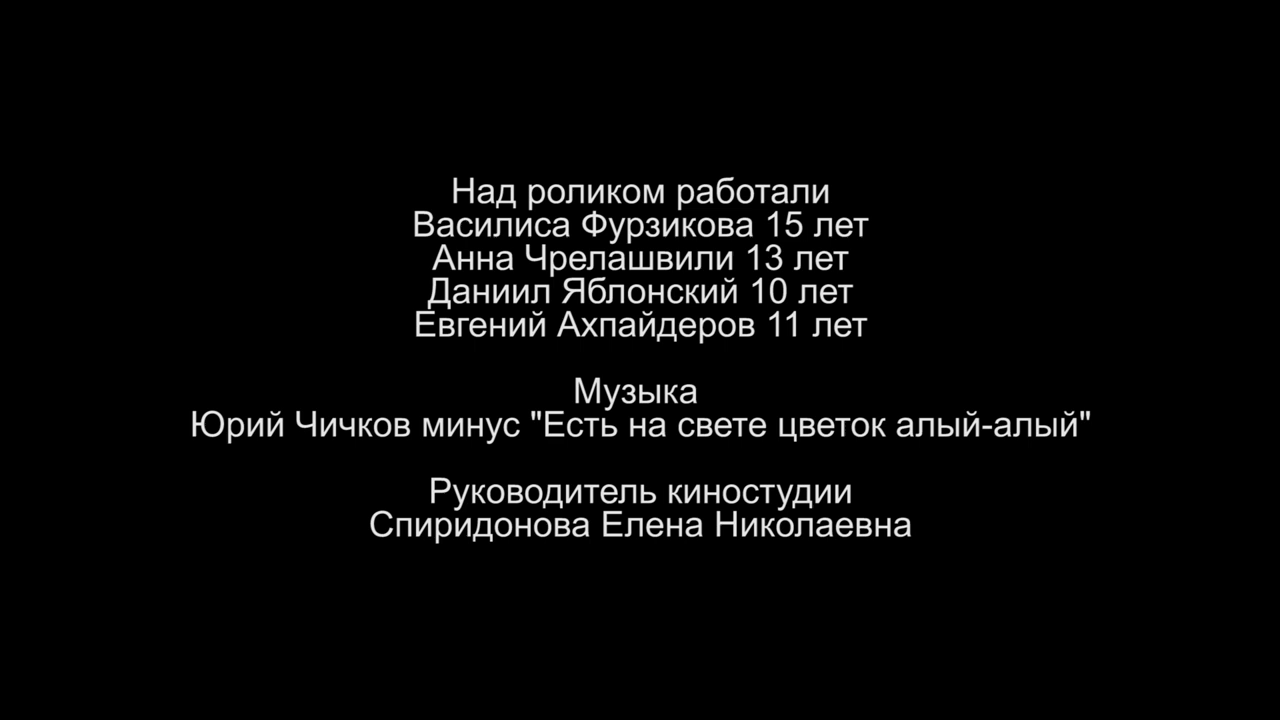 Над роликом работали
Василиса Фурзикова 15 лет
Анна Чрелашвили 13 лет
Даниил Яблонский 10 лет
Евгений Ахпайдеров 11 лет
Музыка
Юрий Чичков минус "Есть на свете цветок алый-алый"
Руководитель киностудии
Спиридонова Елена Николаевна